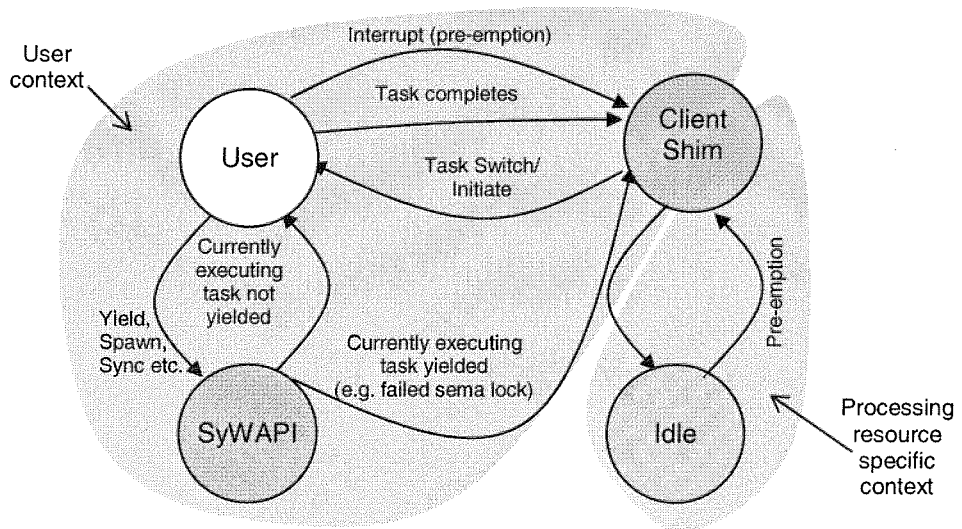 User
context
Interrupt (pre-emption)
Task completes
User
Client
Shim
Task Switch/
Initiate
Currently
executing
task not
yielded
Yield,
Spawn,
Sync etc.
Currently executing
task yielded
(e.g. failed sema lock)
Pre-emption
SyWAPI
Idle
Processing
resource
specific
context